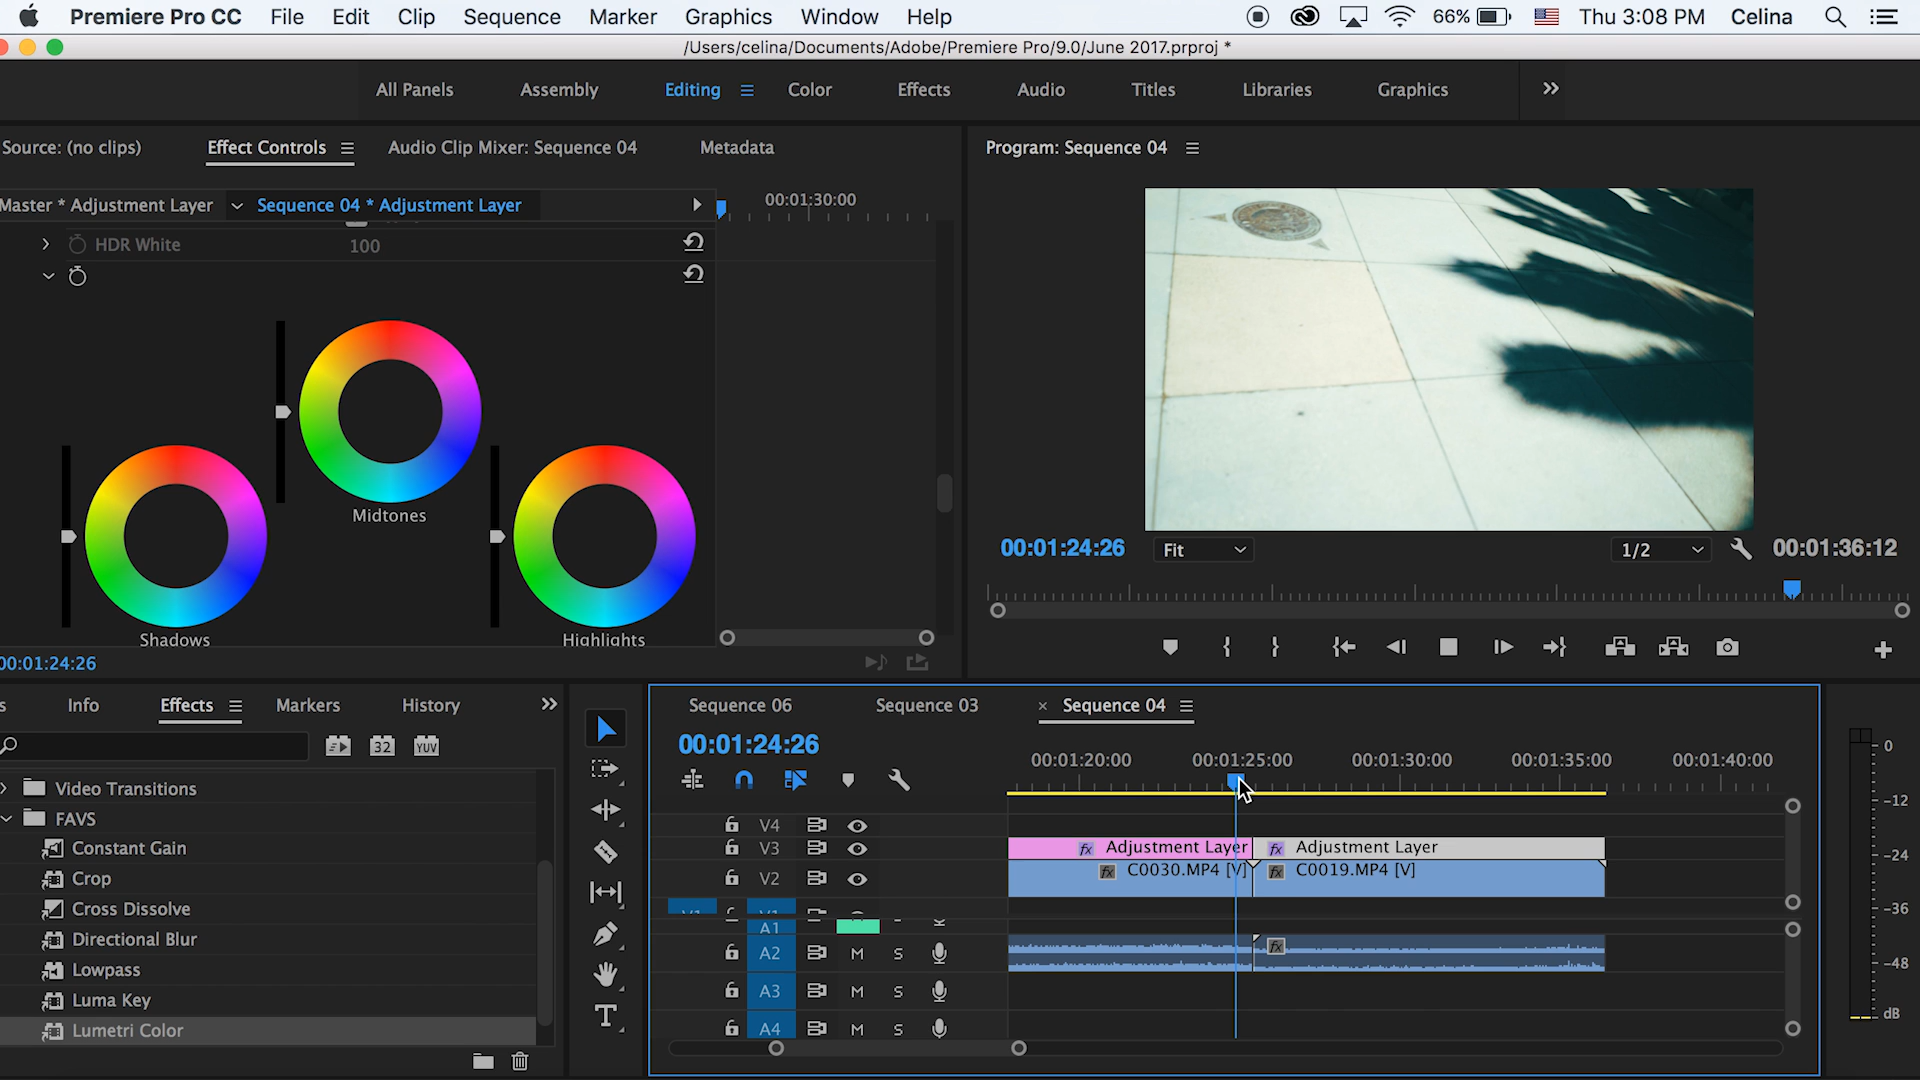 Premiere Pro CC File Edit Clip Sequence Marker Graphics Window Help 66% Thu 3:08 PM Celina
/Users/celina/Documents/Adobe/Premiere Pro/9.0/June 2017.prproj *
All Panels Assembly Editing Color Effects Audio Titles Libraries Graphics
Source: (no clips) Effect Controls Audio Clip Mixer: Sequence 04 Metadata
Program: Sequence 04
Master * Adjustment Layer Sequence 04 * Adjustment Layer
00:01:30:00
HDR White 100
Midtones
Shadows
Highlights
00:01:24:26
00:01:24:26 Fit 1/2 00:01:36:12
s Info Effects Markers History
32 YUV
Video Transitions
FAVS
Constant Gain
Crop
Cross Dissolve
Directional Blur
Lowpass
Luma Key
Lumetri Color
T
Sequence 06 Sequence 03 × Sequence 04
00:01:24:26
00:01:20:00 00:01:25:00 00:01:30:00 00:01:35:00 00:01:40:00
V4
V3 fx Adjustment Layer fx Adjustment Layer
V2 fx C0030.MP4 [V] fx C0019.MP4 [V]
V1 V1
A1
A2 M S fx
A3 M S
A4 M S
0
-12
-24
-36
-48
dB